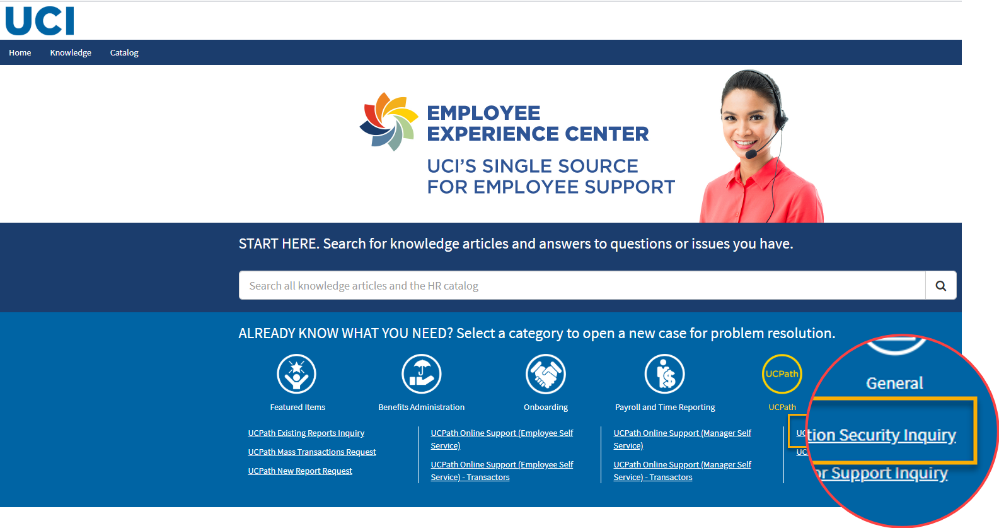 UCI
Home Knowledge Catalog
EMPLOYEE
EXPERIENCE CENTER
UCI'S SINGLE SOURCE
FOR EMPLOYEE SUPPORT
START HERE. Search for knowledge articles and answers to questions or issues you have.
Search all knowledge articles and the HR catalog
ALREADY KNOW WHAT YOU NEED? Select a category to open a new case for problem resolution.
UCPath
Featured Items
Benefits Administration
Onboarding
Payroll and Time Reporting
UCPath
General
UCPath Existing Reports Inquiry
UCPath Mass Transactions Request
UCPath New Report Request
UCPath Online Support (Employee Self
Service)
UCPath Online Support (Employee Self
Service) - Transactors
UCPath Online Support (Manager Self
Service)
UCPath Online Support (Manager Self
Service) - Transactors
UC
UC
tion Security Inquiry
or Support Inquiry